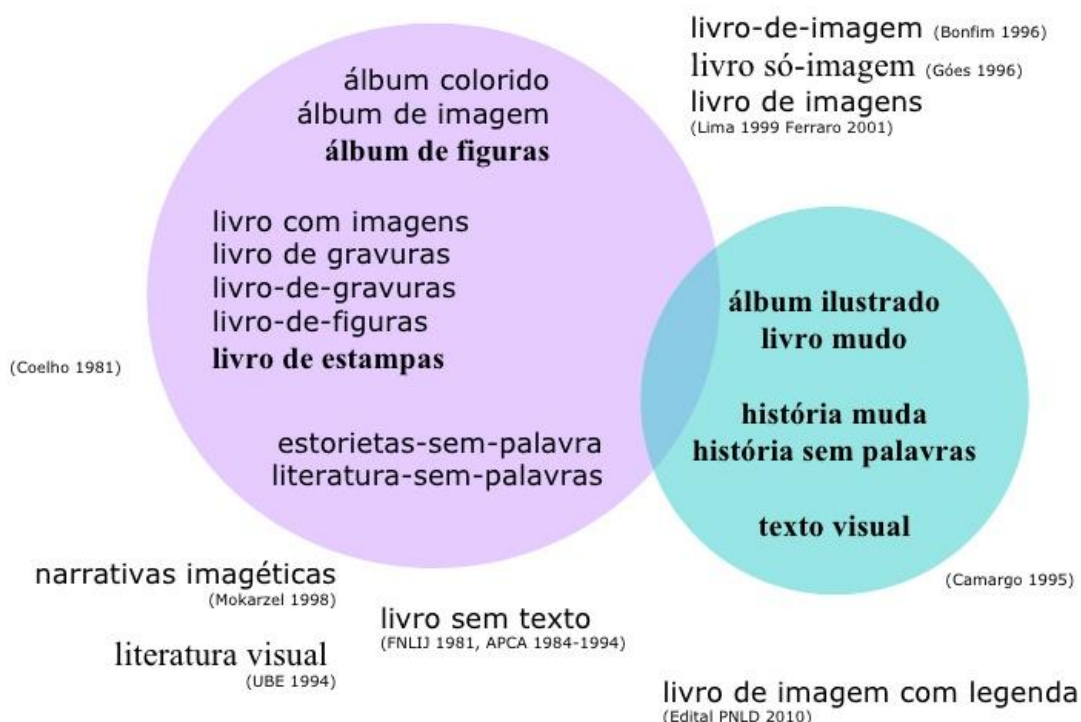 livro-de-imagem (Bonfim 1996)
livro só-imagem (Góes 1996)
livro de imagens
(Lima 1999 Ferraro 2001)
álbum colorido
álbum de imagem
álbum de figuras
livro com imagens
livro de gravuras
livro-de-gravuras
livro-de-figuras
livro de estampas
(Coelho 1981)
estorietas-sem-palavra
literatura-sem-palavras
álbum ilustrado
livro mudo
história muda
história sem palavras
texto visual
(Camargo 1995)
narrativas imagéticas
(Mokarzel 1998)
livro sem texto
(FNLIJ 1981, APCA 1984-1994)
literatura visual
(UBE 1994)
livro de imagem com legenda
(Edital PNLD 2010)